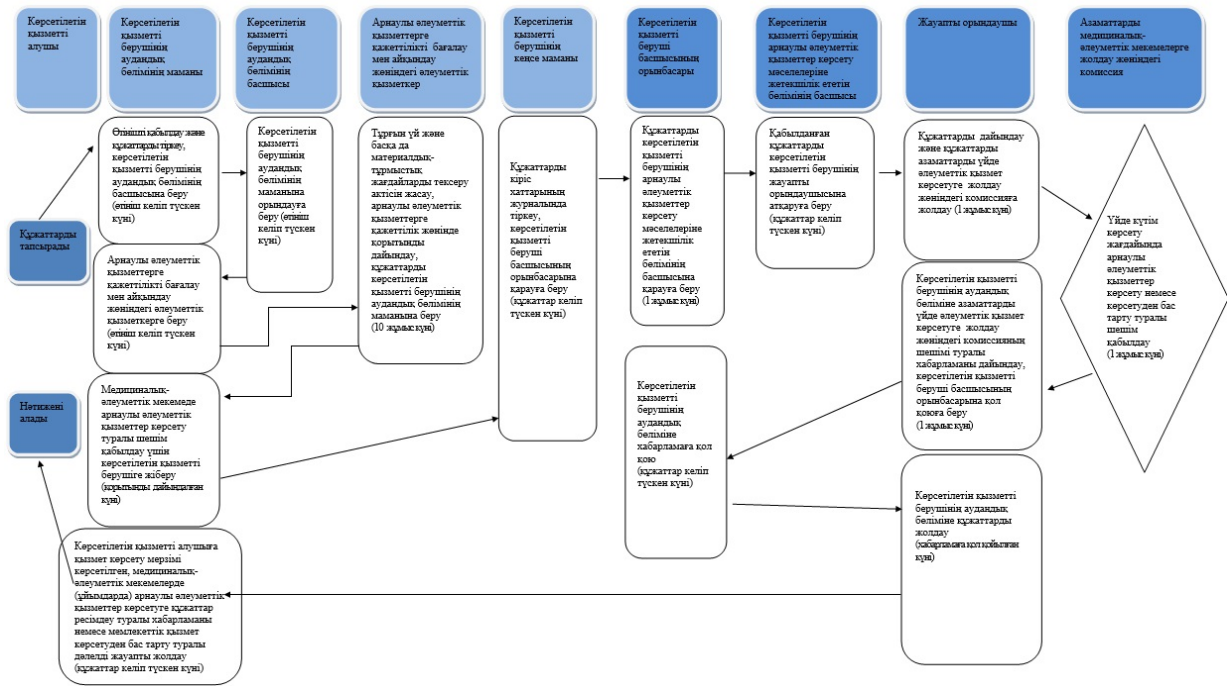 Көрсетілетін
қызметті
алушы
Көрсетілетін
қызметті
берушінің
аудандық
бөлімінің маманы
Көрсетілетін
қызметті
берушінің
аудандық
бөлімінің
басшысы
Арнаулы әлеуметтік
қызметтерге
қажеттілікті бағалау
мен айқындау
жөніндегі әлеуметтік
қызметкер
Көрсетілетін
қызметті
берушінің
кеңсе маманы
Көрсетілетін
қызметті
беруші
басшысының
орынбасары
Көрсетілетін
қызметті берушінің
арнаулы әлеуметтік
қызметтер көрсету
мәселелеріне
жетекшілік ететін
бөлімінің басшысы
Жауапты орындаушы
Азаматтарды
медициналық-
әлеуметтік мекемелерге
жолдау жөніндегі
комиссия
Құжаттарды
тапсырады
Өтінішті қабылдау және
құжаттарды тіркеу,
көрсетілетін
қызметті берушінің
аудандық бөлімінің
басшысына беру
(өтініш келіп түскен
күні)
Көрсетілетін
қызметті
берушінің
аудандық
бөлімінің
маманына
орындауға
беру (өтініш
келіп түскен
күні)
Арнаулы әлеуметтік
қызметтерге
қажеттілікті бағалау
мен айқындау
жөніндегі әлеуметтік
қызметкерге беру
(өтініш келіп түскен
күні)
Тұрғын үй және
басқа да
материалдық-
тұрмыстық
жағдайларды тексеру
актісін жасау,
арнаулы әлеуметтік
қызметтерге
қажеттілік жөнінде
қорытынды
дайындау,
құжаттарды
көрсетілетін
қызметті берушінің
аудандық бөлімінің
маманына беру
(10 жұмыс күні)
Медициналық-
әлеуметтік мекемеде
арнаулы әлеуметтік
қызметтер көрсету
туралы шешім
қабылдау үшін
көрсетілетін қызметті
берушіге жіберу
(қорытынды дайындалған
күні)
Құжаттарды
кіріс
хаттарының
журналында
тіркеу,
көрсетілетін
қызметті
беруші
басшысының
орынбасарына
қарауға беру
(құжаттар келіп
түскен күні)
Құжаттарды
көрсетілетін
қызметті
берушінің
арнаулы
әлеуметтік
қызметтер
көрсету
мәселелеріне
жетекшілік
ететін
бөлімінің
басшысына
қарауға беру
(1 жұмыс күні)
Қабылданған
құжаттарды
көрсетілетін
қызметті берушінің
жауапты
орындаушысына
атқаруға беру
(құжаттар келіп
түскен күні)
Құжаттарды дайындау
және құжаттарды
азаматтарды үйде
әлеуметтік қызмет
көрсетуге жолдау
жөніндегі комиссияға
жолдау (1 жұмыс күні)
Үйде күтім
көрсету
жағдайында
арнаулы
әлеуметтік
қызметтер
көрсету немесе
көрсетуден бас
тарту туралы
шешім
қабылдау
(1 жұмыс күні)
Көрсетілетін қызметті
берушінің аудандық
бөліміне азаматтарды
үйде әлеуметтік қызмет
көрсетуге жолдау
жөніндегі комиссияның
шешімі туралы
хабарламаны дайындау,
көрсетілетін қызметті
беруші басшысының
орынбасарына қол
қоюға беру
(1 жұмыс күні)
Көрсетілетін
қызметті
берушінің
аудандық
бөліміне
хабарламаға қол
қою
(құжаттар келіп
түскен күні)
Көрсетілетін қызметті
берушінің аудандық
бөліміне құжаттарды
жолдау
(хабарламаға қол қойылған
күні)
Көрсетілетін қызметті алушыға
қызмет көрсету мерзімі
көрсетілген, медициналық-
әлеуметтік мекемелерде
(ұйымдарда) арнаулы әлеуметтік
қызметтер көрсетуге құжаттар
ресімдеу туралы хабарламаны
немесе мемлекеттік қызмет
көрсетуден бас тарту туралы
дәлелді жауапты жолдау
(құжаттар келіп түскен күні)
Нәтижені
алады